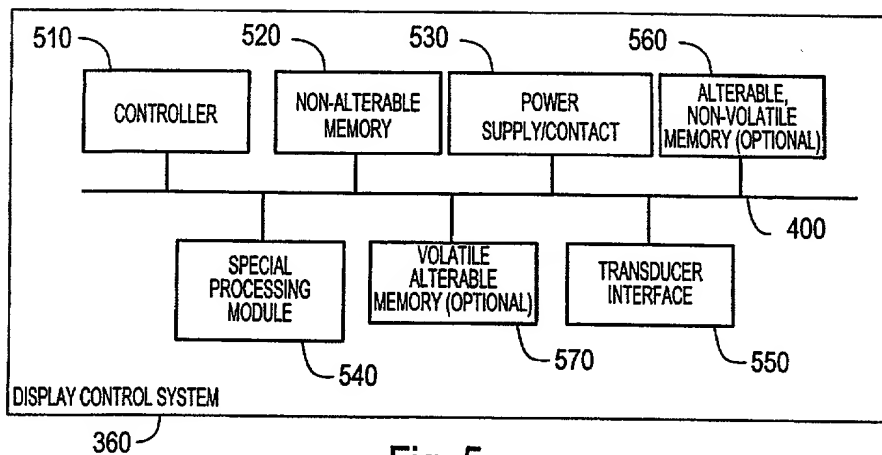 510
520
530
560
CONTROLLER
NON-ALTERABLE
MEMORY
POWER
SUPPLY/CONTACT
ALTERABLE,
NON-VOLATILE
MEMORY (OPTIONAL)
400
SPECIAL
PROCESSING
MODULE
VOLATILE
ALTERABLE
MEMORY (OPTIONAL)
TRANSDUCER
INTERFACE
540
570
550
DISPLAY CONTROL SYSTEM
360
Fig. 5